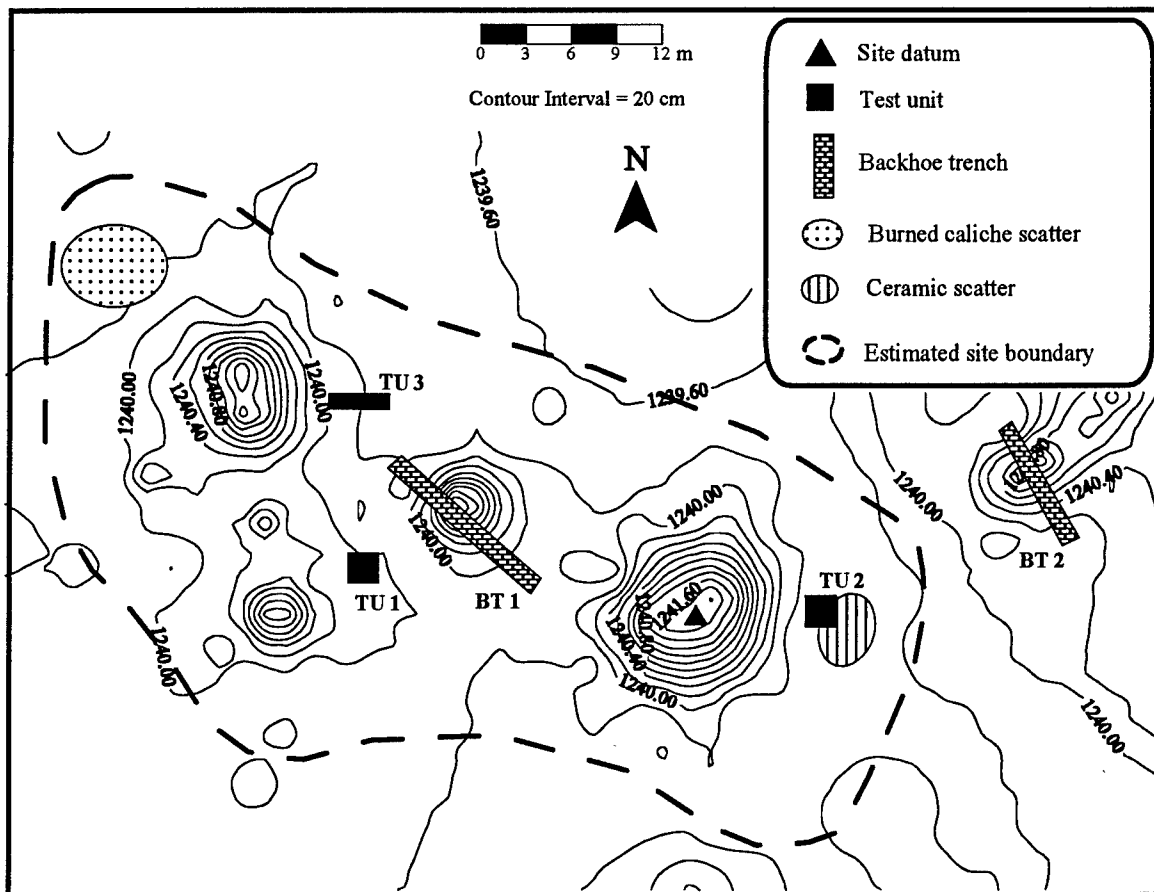 0 3 6 9 12 m
Contour Interval = 20 cm
N
Site datum
Test unit
Backhoe trench
Burned caliche scatter
Ceramic scatter
Estimated site boundary
1239.60
1239.60
1240.00
1240.40
1240.80
1240.00
TU 3
1240.00
1240.00
1240.40
BT 2
1240.00
TU 1
BT 1
1241.60
1240.40
1240.00
TU 2
1240.00
1240.00